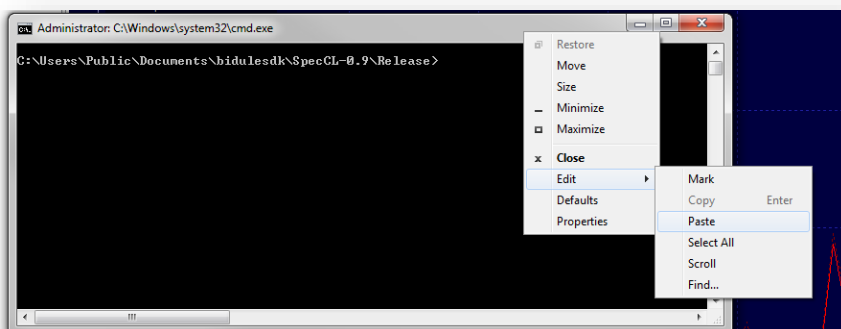 Administrator: C:\Windows\system32\cmd.exe
C:\Users\Public\Documents\bidulesdk\SpecCL-0.9\Release>
Restore
Move
Size
Minimize
Maximize
Close
Edit
Defaults
Properties
Mark
Copy Enter
Paste
Select All
Scroll
Find...